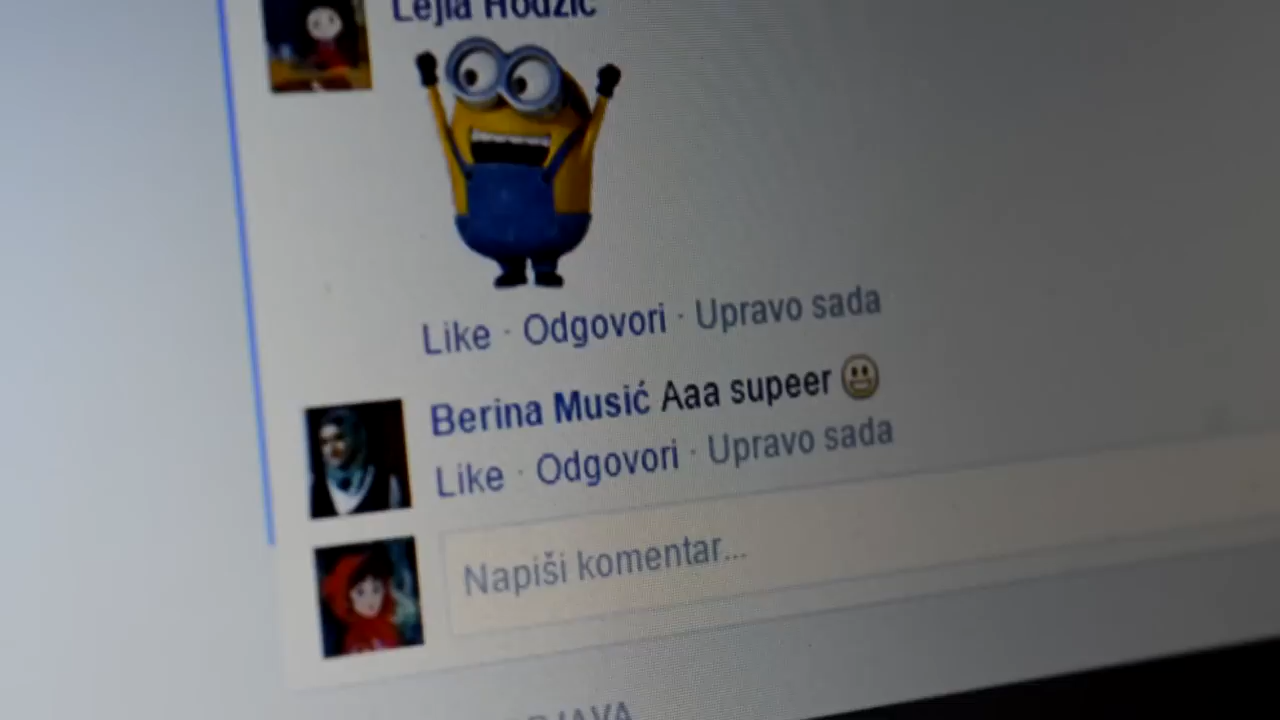 Lejla Hodzic
Like · Odgovori · Upravo sada
Berina Musić Aaa supeer
Like · Odgovori · Upravo sada
Napiši komentar...